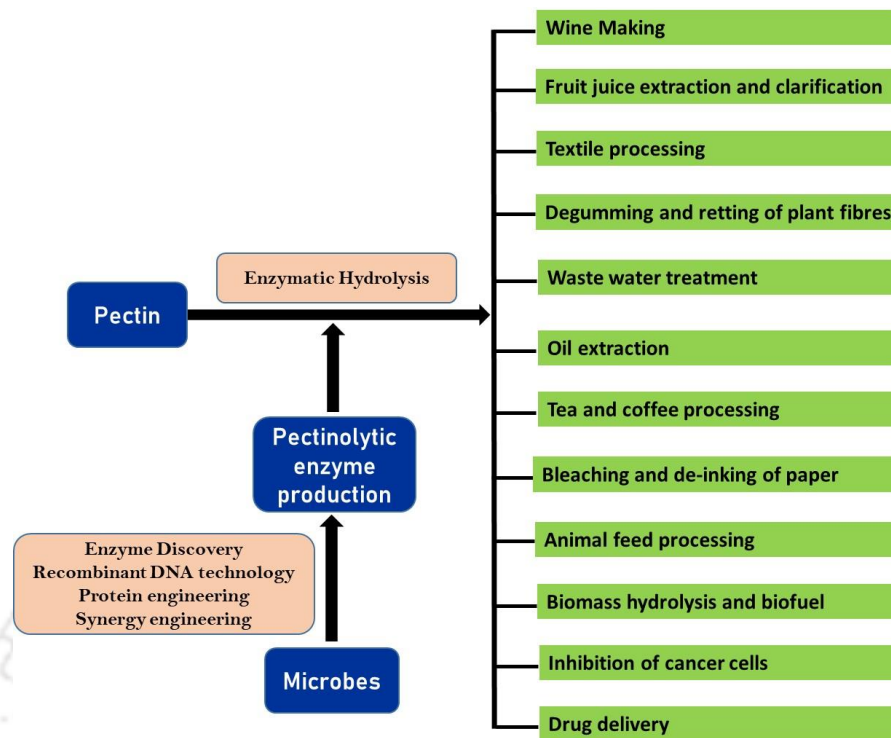 Pectin
Enzymatic Hydrolysis
Pectinolytic
enzyme
production
Enzyme Discovery
Recombinant DNA technology
Protein engineering
Synergy engineering
Microbes
Wine Making
Fruit juice extraction and clarification
Textile processing
Degumming and retting of plant fibres
Waste water treatment
Oil extraction
Tea and coffee processing
Bleaching and de-inking of paper
Animal feed processing
Biomass hydrolysis and biofuel
Inhibition of cancer cells
Drug delivery